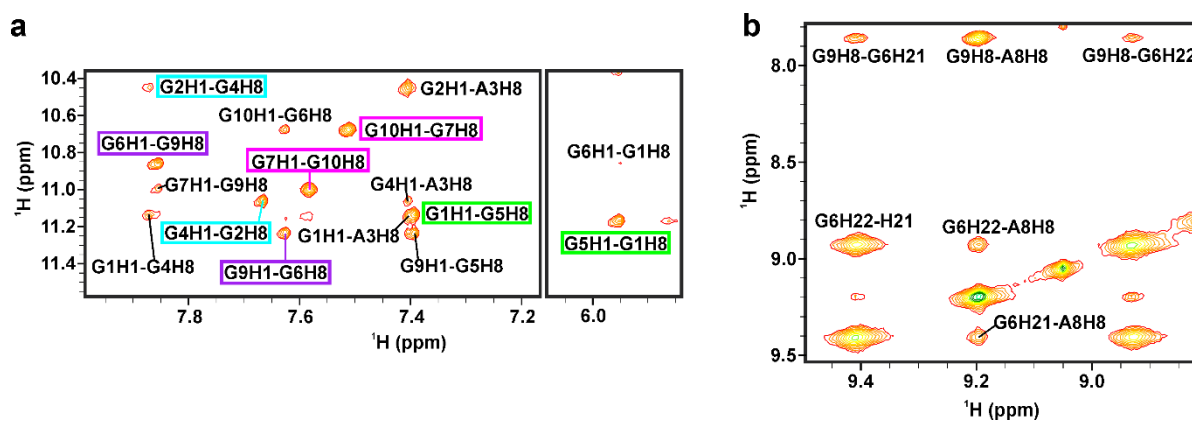 a
b
10.4
10.6
10.8
11.0
11.2
11.4
¹H (ppm)
G2H1-G4H8
G2H1-A3H8
G10H1-G6H8
G10H1-G7H8
G6H1-G9H8
G7H1-G10H8
G7H1-G9H8
G4H1-A3H8
G1H1-G5H8
G4H1-G2H8
G1H1-A3H8
G1H1-G4H8
G9H1-G6H8
G9H1-G5H8
G6H1-G1H8
G5H1-G1H8
7.8
7.6
7.4
7.2
6.0
¹H (ppm)
8.0
8.5
9.0
9.5
¹H (ppm)
G9H8-G6H21
G9H8-A8H8
G9H8-G6H22
G6H22-H21
G6H22-A8H8
G6H21-A8H8
9.4
9.2
9.0
¹H (ppm)